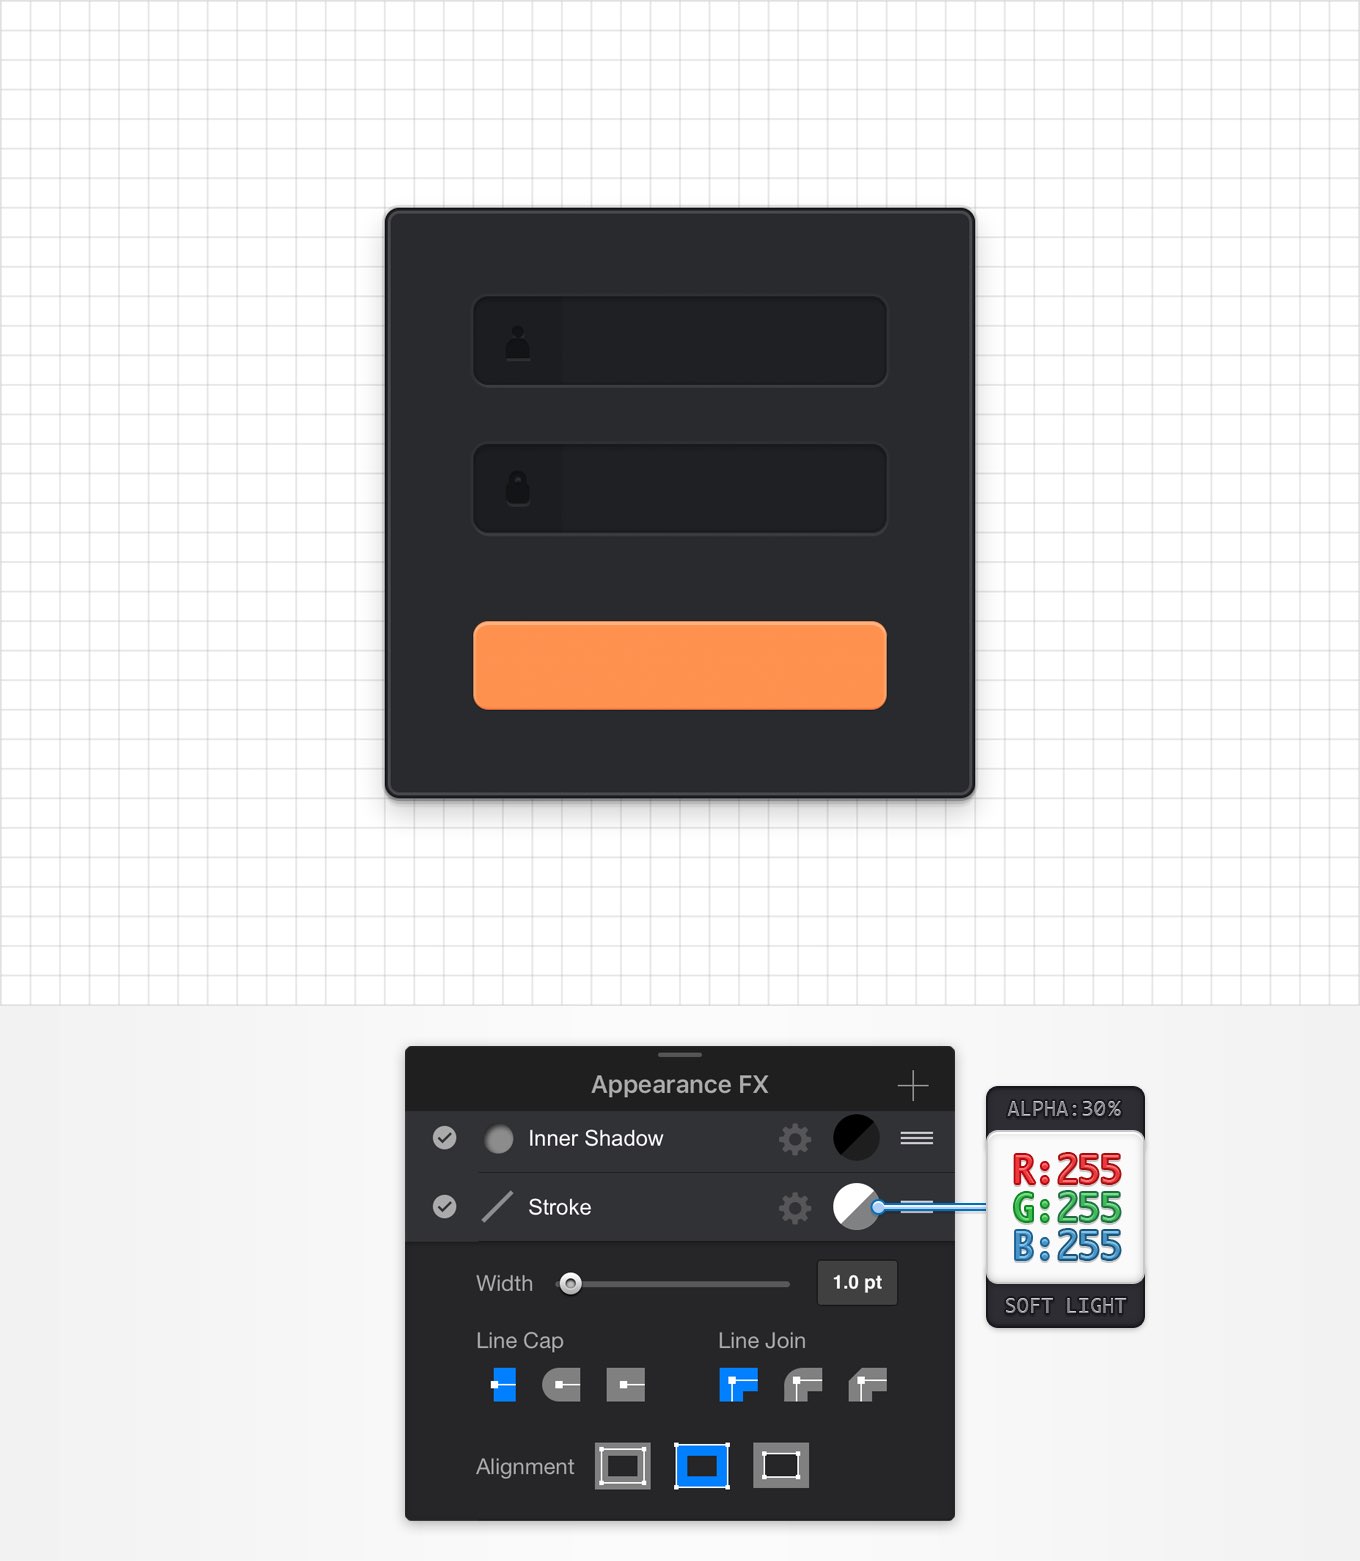 Appearance FX
Inner Shadow
Stroke
Width
1.0 pt
Line Cap
Line Join
Alignment
ALPHA:30%
R:255
G:255
B:255
SOFT LIGHT